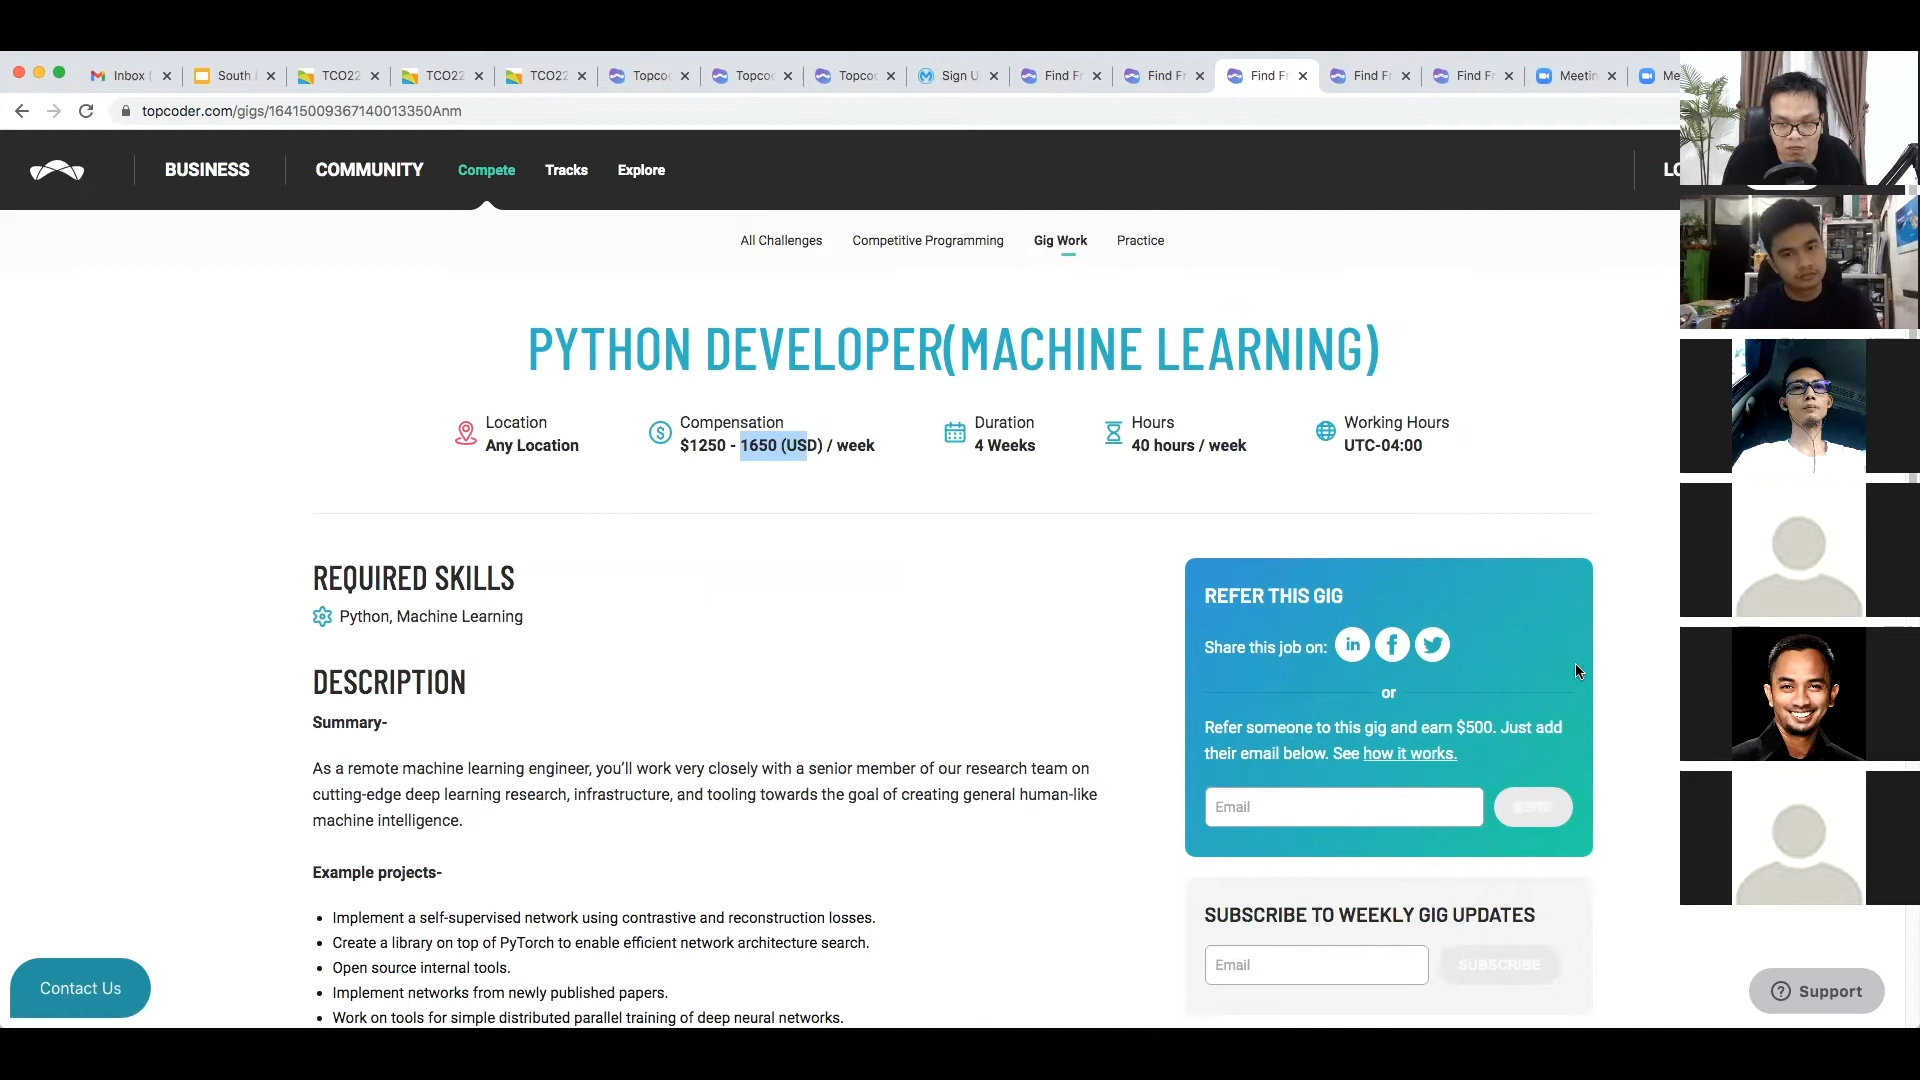 Inbox (
South
TCO22
TCO22
TCO22
Topco
Topco
Topco
Sign U
Find Fr
Find Fr
Find Fr
Find Fr
Find Fr
Meetin
Me
topcoder.com/gigs/16415009367140013350Anm
BUSINESS
COMMUNITY
Compete
Tracks
Explore
LO
All Challenges
Competitive Programming
Gig Work
Practice
PYTHON DEVELOPER(MACHINE LEARNING)
Location
Any Location
Compensation
$1250 - 1650 (USD) / week
Duration
4 Weeks
Hours
40 hours / week
Working Hours
UTC-04:00
REQUIRED SKILLS
Python, Machine Learning
DESCRIPTION
Summary-
As a remote machine learning engineer, you’ll work very closely with a senior member of our research team on
cutting-edge deep learning research, infrastructure, and tooling towards the goal of creating general human-like
machine intelligence.
Example projects-
• Implement a self-supervised network using contrastive and reconstruction losses.
• Create a library on top of PyTorch to enable efficient network architecture search.
• Open source internal tools.
• Implement networks from newly published papers.
• Work on tools for simple distributed parallel training of deep neural networks.
REFER THIS GIG
Share this job on:
or
Refer someone to this gig and earn $500. Just add
their email below. See how it works.
Email
SEND
SUBSCRIBE TO WEEKLY GIG UPDATES
Email
SUBSCRIBE
Contact Us
Support